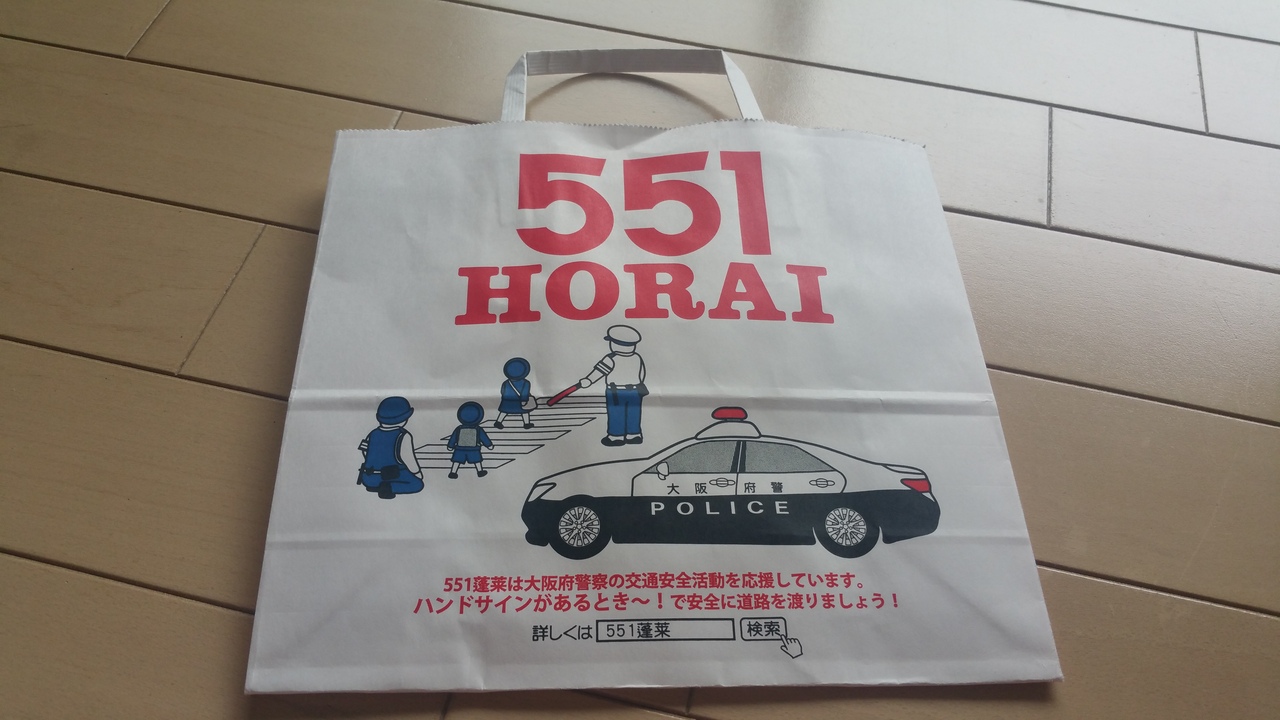 551
HORAI
大阪府警
POLICE
551蓬莱は大阪府警察の交通安全活動を応援しています。
ハンドサインがあるとき〜！で安全に道路を渡りましょう！
詳しくは 551蓬莱 検索